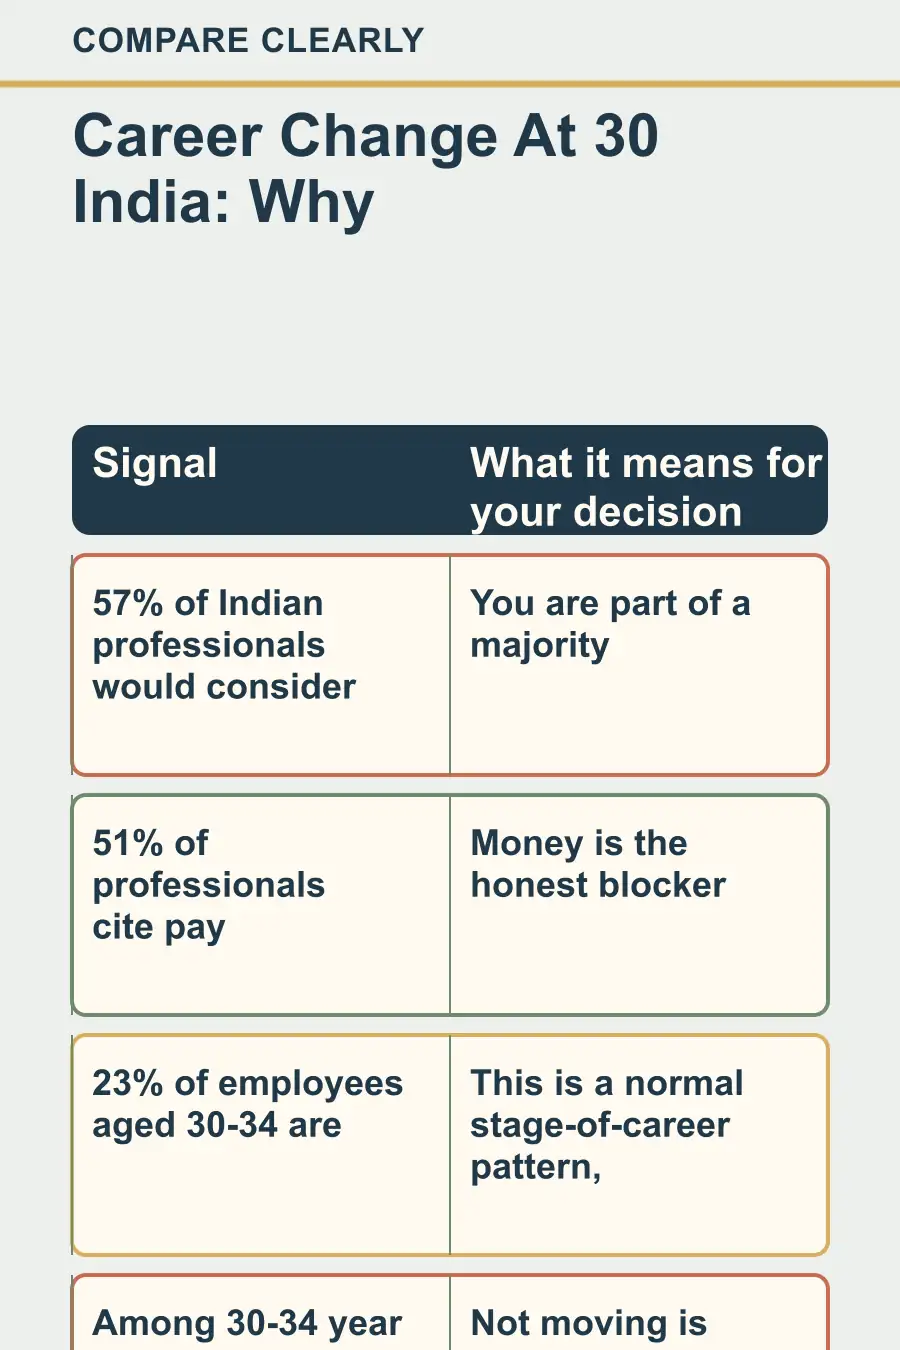 COMPARE CLEARLY
Career Change At 30
India: Why
Signal
What it means for
your decision
57% of Indian
professionals
would consider
You are part of a
majority
51% of
professionals
cite pay
Money is the
honest blocker
23% of employees
aged 30-34 are
This is a normal
stage-of-career
pattern,
Among 30-34 year
Not moving is